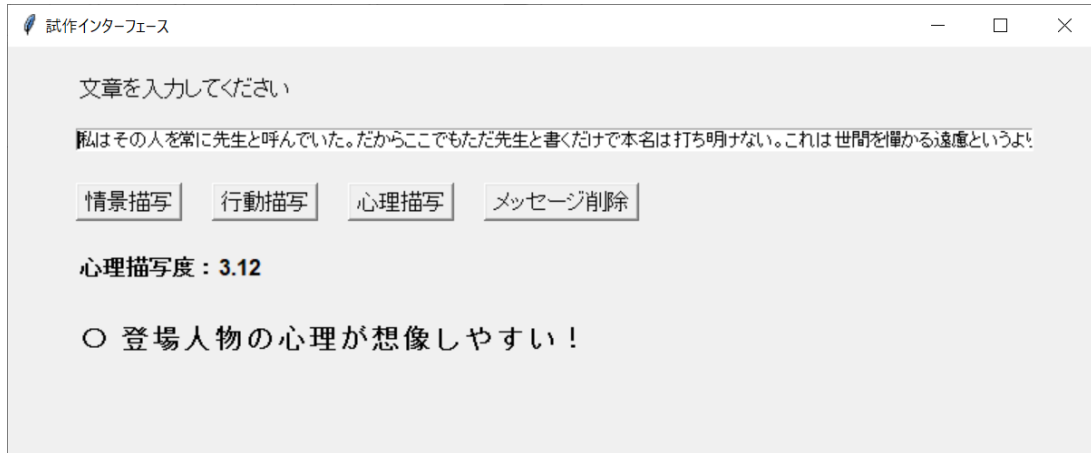 試作インターフェース
文章を入力してください
私はその人を常に先生と呼んでいた。だからここでもただ先生と書くだけで本名は打ち明けない。これは世間を憚かる遠慮というより
情景描写 行動描写 心理描写 メッセージ削除
心理描写度：3.12
〇 登場人物の心理が想像しやすい！